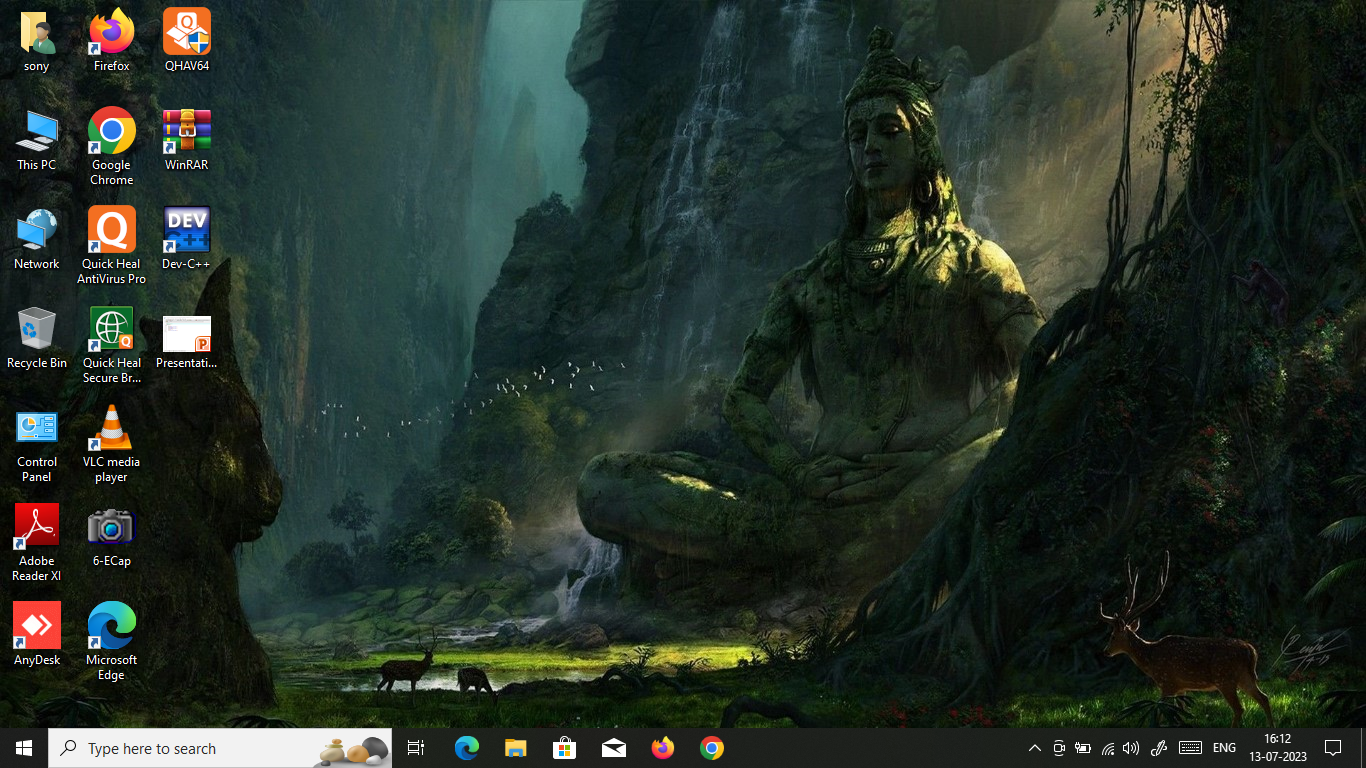 sony
Firefox
QHAV64
This PC
Google
Chrome
WinRAR
Network
Quick Heal
AntiVirus Pro
DEV
C++
Dev-C++
Recycle Bin
Quick Heal
Secure Br...
Presentati...
Control
Panel
VLC media
player
Adobe
Reader XI
6-ECap
AnyDesk
Microsoft
Edge
Type here to search
ENG
16:12
13-07-2023